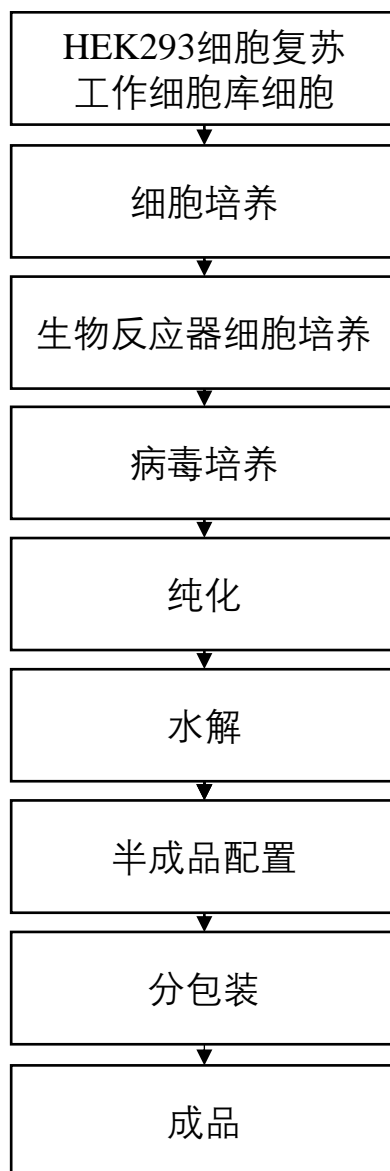 HEK293细胞复苏
工作细胞库细胞
细胞培养
生物反应器细胞培养
病毒培养
纯化
水解
半成品配置
分包装
成品